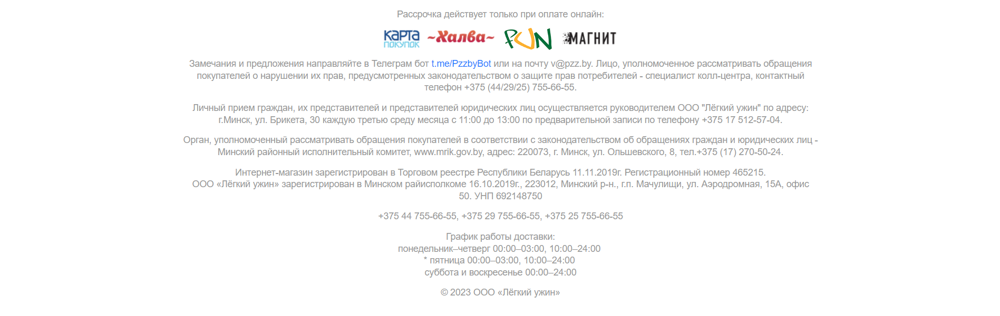 Рассрочка действует только при оплате онлайн:
карта покупок ~Халва~ FUN МАГНИТ
Замечания и предложения направляйте в Телеграм бот t.me/PzzbyBot или на почту v@pzz.by. Лицо, уполномоченное рассматривать обращения
покупателей о нарушении их прав, предусмотренных законодательством о защите прав потребителей - специалист колл-центра, контактный
телефон +375 (44/29/25) 755-66-55.
Личный прием граждан, их представителей и представителей юридических лиц осуществляется руководителем ООО "Лёгкий ужин" по адресу:
г.Минск, ул. Брикета, 30 каждую третью среду месяца с 11:00 до 13:00 по предварительной записи по телефону +375 17 512-57-04.
Орган, уполномоченный рассматривать обращения покупателей в соответствии с законодательством об обращениях граждан и юридических лиц -
Минский районный исполнительный комитет, www.mrik.gov.by, адрес: 220073, г. Минск, ул. Ольшевского, 8, тел.+375 (17) 270-50-24.
Интернет-магазин зарегистрирован в Торговом реестре Республики Беларусь 11.11.2019г. Регистрационный номер 465215.
ООО «Лёгкий ужин» зарегистрирован в Минском райисполкоме 16.10.2019г., 223012, Минский р-н., г.п. Мачулищи, ул. Аэродромная, 15А, офис
50. УНП 692148750
+375 44 755-66-55, +375 29 755-66-55, +375 25 755-66-55
График работы доставки:
понедельник–четверг 00:00–03:00, 10:00–24:00
* пятница 00:00–03:00, 10:00–24:00
суббота и воскресенье 00:00–24:00
© 2023 ООО «Лёгкий ужин»